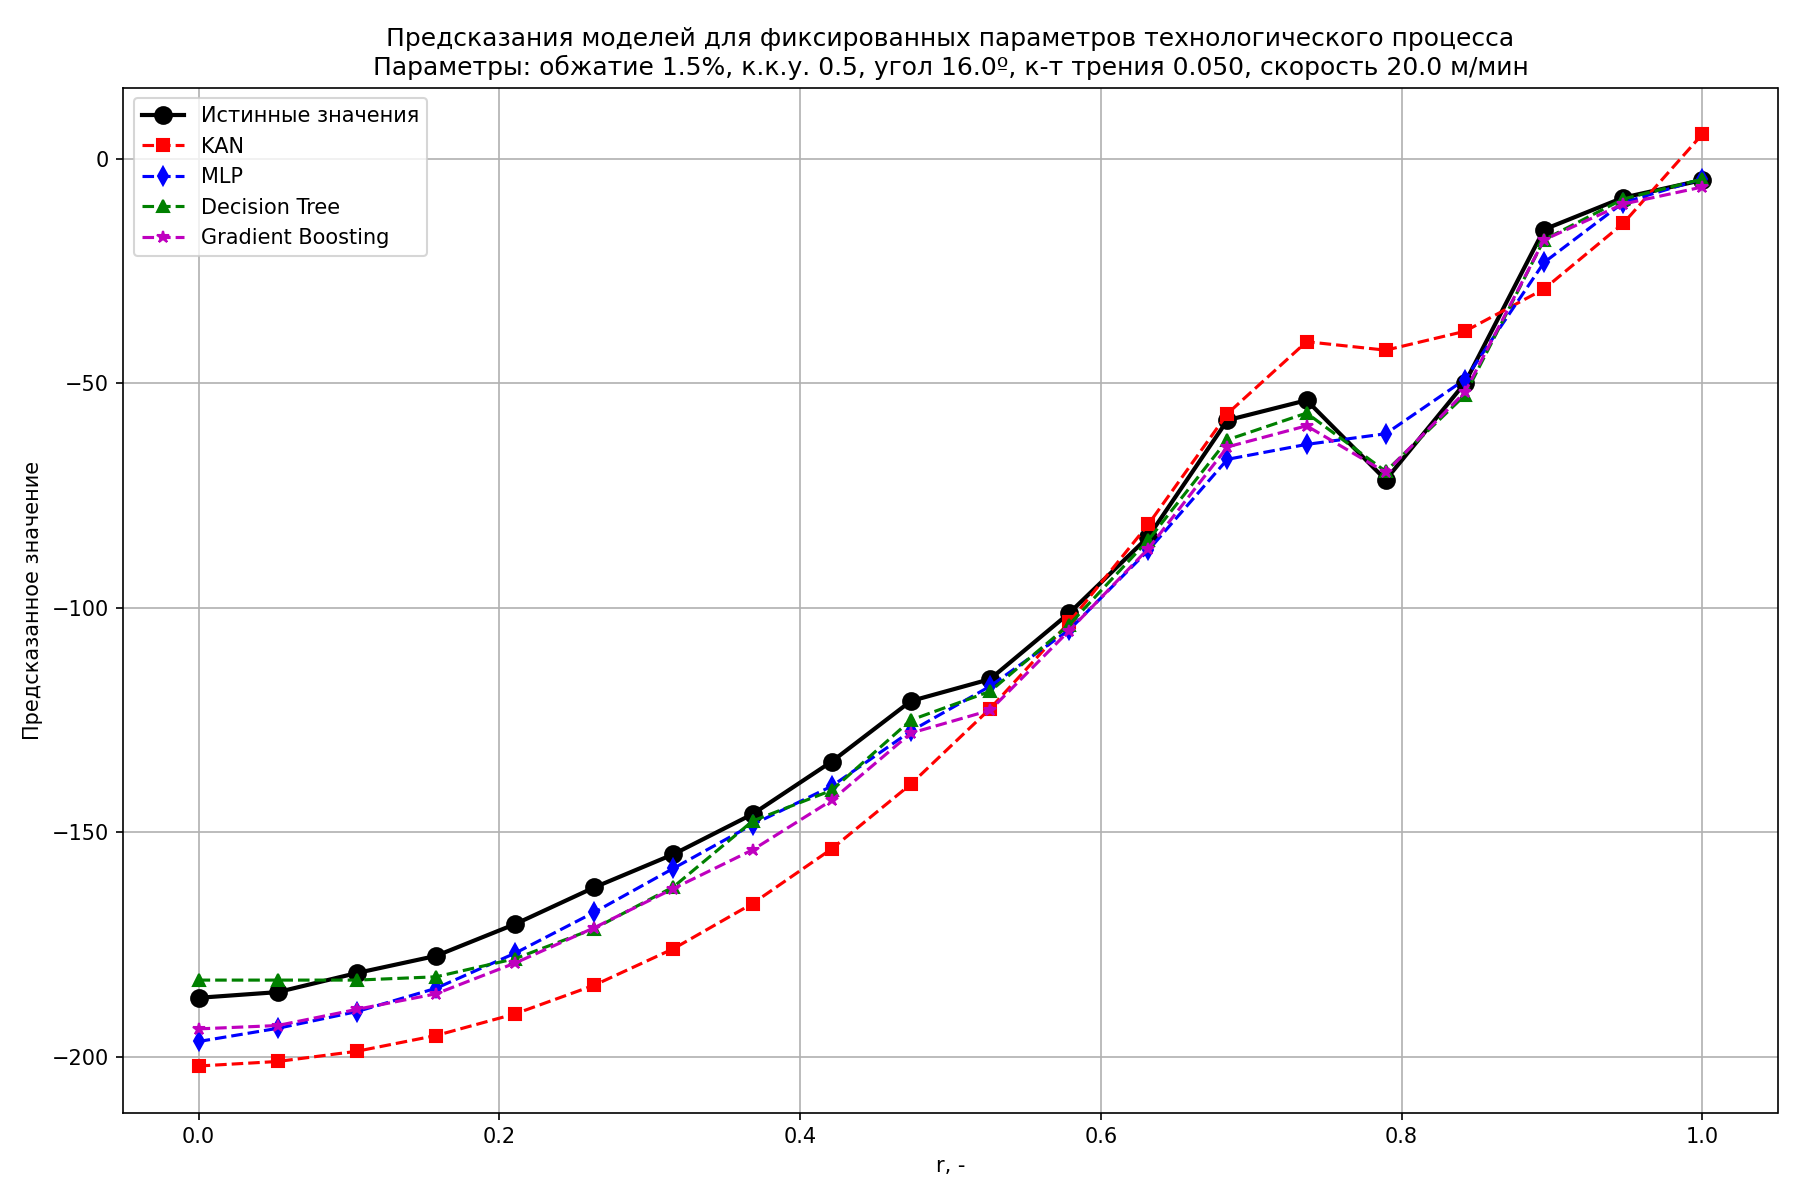 Предсказания моделей для фиксированных параметров технологического процесса
Параметры: обжатие 1.5%, к.к.у. 0.5, угол 16.0º, к-т трения 0.050, скорость 20.0 м/мин
Истинные значения
KAN
MLP
Decision Tree
Gradient Boosting
Предсказанное значение
0
−50
−100
−150
−200
0.0
0.2
0.4
0.6
0.8
1.0
r, -